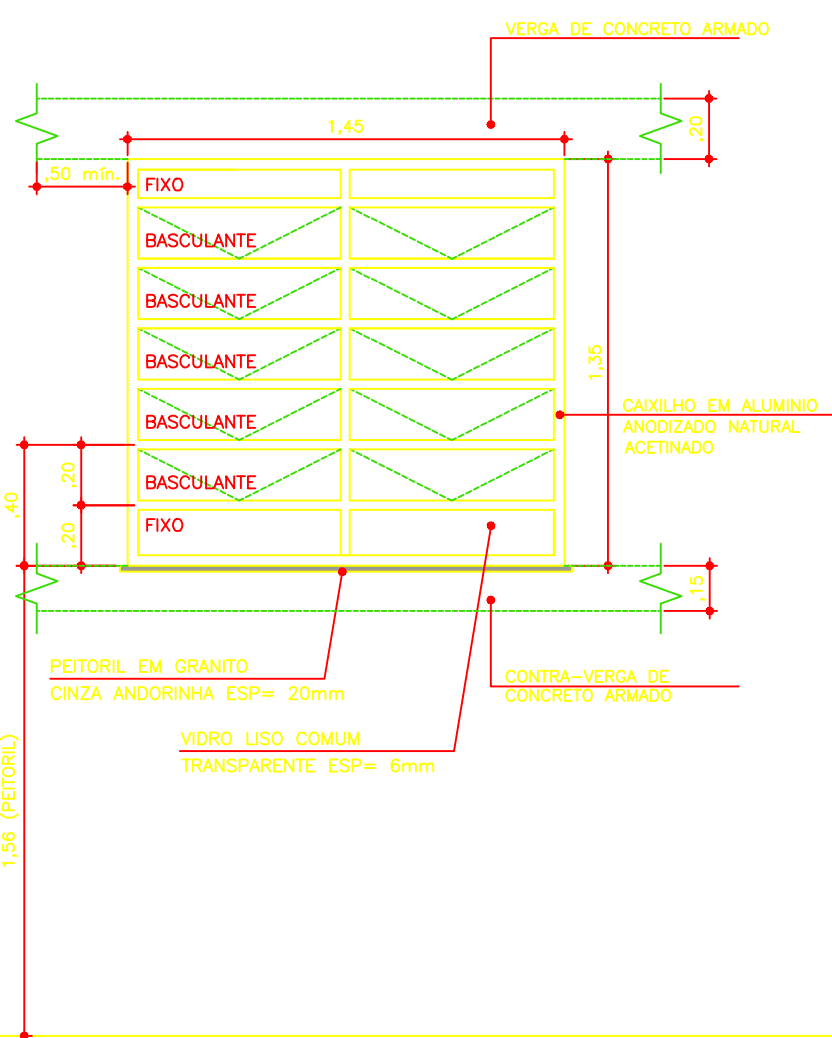 VERGA DE CONCRETO ARMADO
1,45
,20
,50 mín.
FIXO
BASCULANTE
BASCULANTE
BASCULANTE
1,35
BASCULANTE
CAIXILHO EM ALUMINIO
ANODIZADO NATURAL
ACETINADO
BASCULANTE
,20
,40
FIXO
,20
,15
PEITORIL EM GRANITO
CINZA ANDORINHA ESP= 20mm
CONTRA-VERGA DE
CONCRETO ARMADO
VIDRO LISO COMUM
TRANSPARENTE ESP= 6mm
1,56 (PEITORIL)